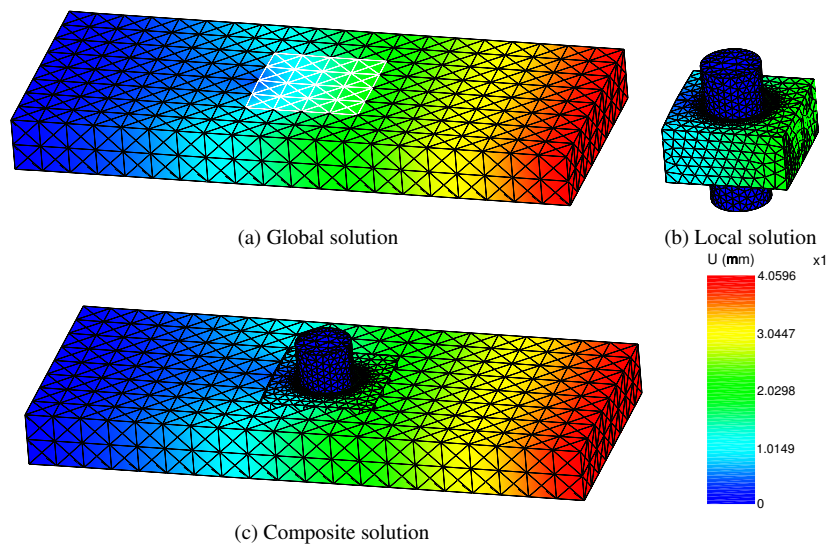 (a) Global solution
(b) Local solution
U (mm) x1
4.0596
3.0447
2.0298
1.0149
0
(c) Composite solution